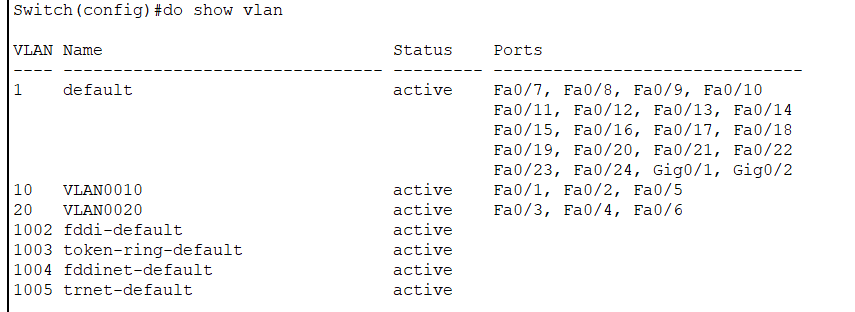 Switch(config)#do show vlan
VLAN Name                             Status    Ports
---- -------------------------------- --------- -------------------------------
1    default                          active    Fa0/7, Fa0/8, Fa0/9, Fa0/10
                                                Fa0/11, Fa0/12, Fa0/13, Fa0/14
                                                Fa0/15, Fa0/16, Fa0/17, Fa0/18
                                                Fa0/19, Fa0/20, Fa0/21, Fa0/22
                                                Fa0/23, Fa0/24, Gig0/1, Gig0/2
10   VLAN0010                         active    Fa0/1, Fa0/2, Fa0/5
20   VLAN0020                         active    Fa0/3, Fa0/4, Fa0/6
1002 fddi-default                     active
1003 token-ring-default               active
1004 fddinet-default                  active
1005 trnet-default                    active